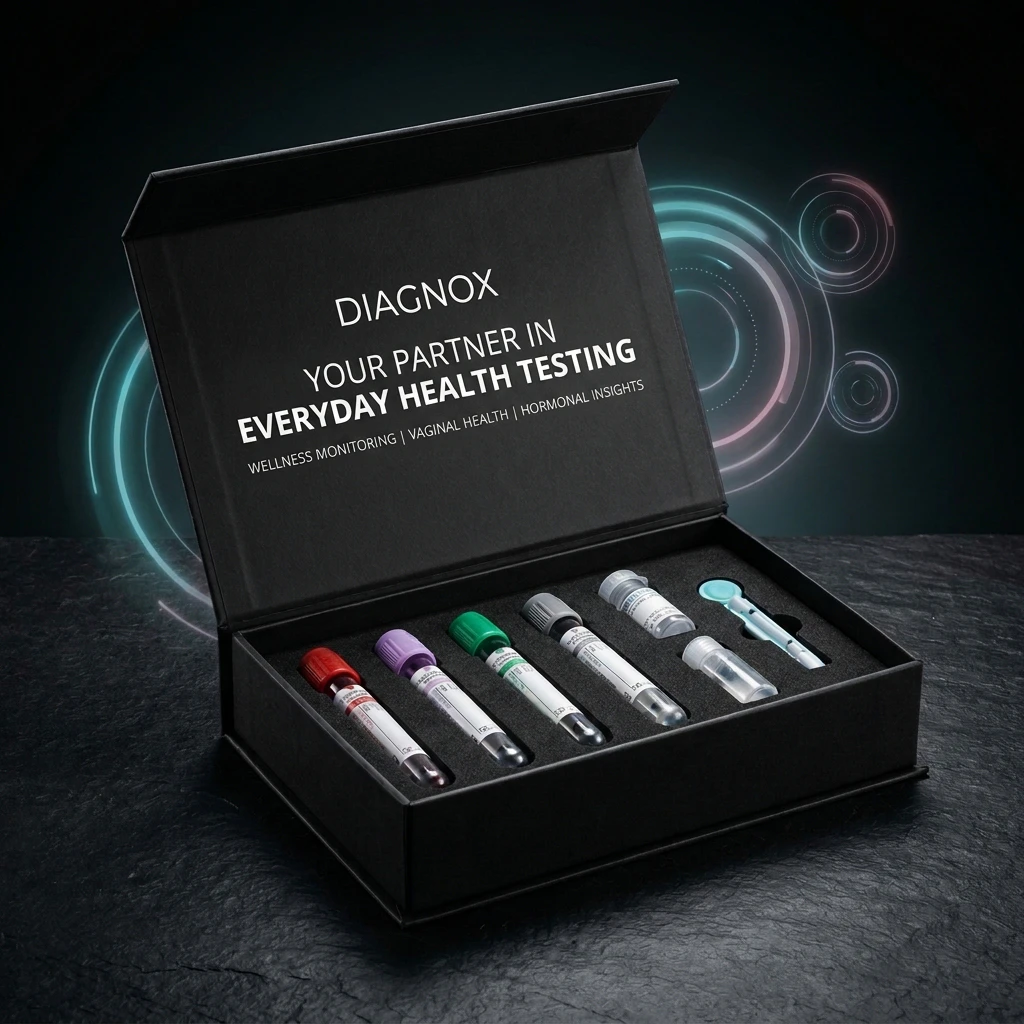 DIAGNOX
YOUR PARTNER IN
EVERYDAY HEALTH TESTING
WELLNESS MONITORING | VAGINAL HEALTH | HORMONAL INSIGHTS